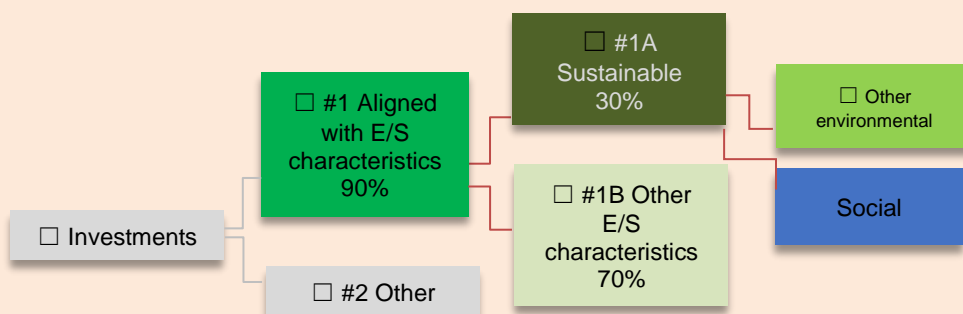 ☐ #1A
Sustainable
30%
☐ #1 Aligned
with E/S
characteristics
90%
☐ Other
environmental
☐ #1B Other
E/S
characteristics
70%
Social
☐ Investments
☐ #2 Other